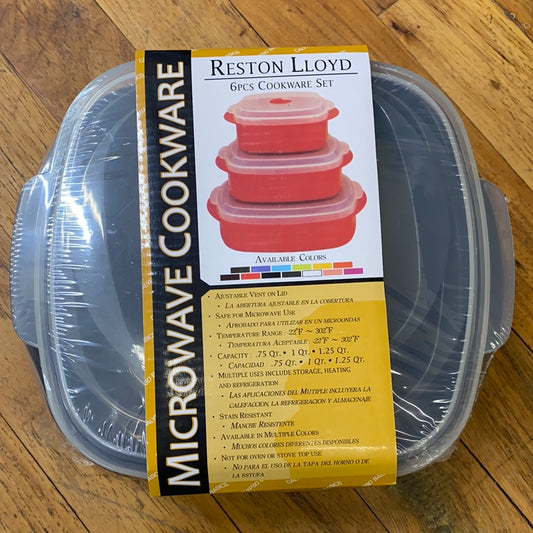 MICROWAVE COOKWARE
RESTON LLOYD
6PCS COOKWARE SET
AVAILABLE COLORS
• AJUSTABLE VENT ON LID
• LA ABERTURA AJUSTABLE EN LA COBERTURA
• SAFE FOR MICROWAVE USE
• APROBADO PARA UTILIZAR EN UN MICROONDAS
• TEMPERATURE RANGE : -22°F ~ 302°F
• TEMPERATURA ACEPTABLE : -22°F ~ 302°F
• CAPACITY : .75 QT. • 1 QT. • 1.25 QT.
• CAPACIDAD : .75 QT. • 1 QT. • 1.25 QT.
• MULTIPLE USES INCLUDE STORAGE, HEATING
AND REFRIGERATION
• LAS APLICACIONES DEL MUTIPLE INCLUYERA LA
CALEFACCION, LA REFRIGERACION Y ALMACENAJE
• STAIN RESISTANT
• MANCHE RESISTENTE
• AVAILABLE IN MULTIPLE COLORS
• MUCHOS COLORES DIFERENTES DISPONIBLES
• NOT FOR OVEN OR STOVE TOP USE
• NO PARA EL USO DE LA TAPA DEL HORNO O DE
LA ESTUFA